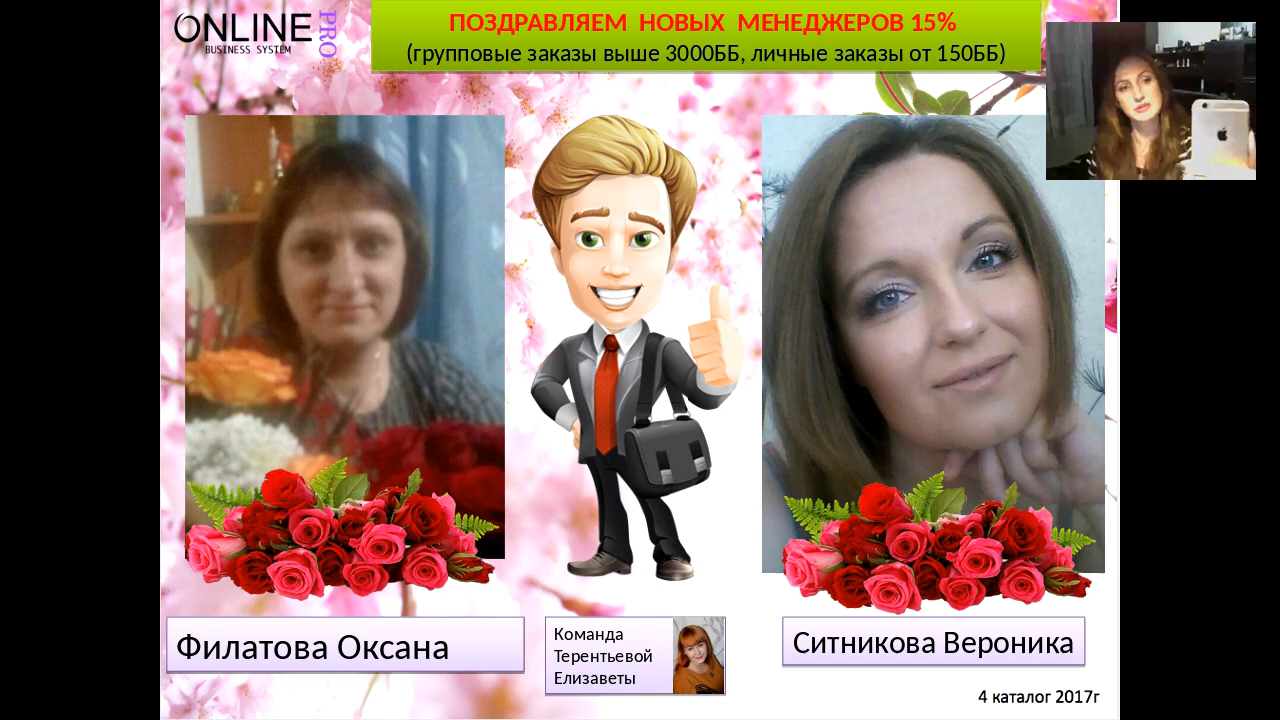 ONLINE PRO
BUSINESS SYSTEM
ПОЗДРАВЛЯЕМ НОВЫХ МЕНЕДЖЕРОВ 15%
(групповые заказы выше 3000ББ, личные заказы от 150ББ)
Филатова Оксана
Команда
Терентьевой
Елизаветы
Ситникова Вероника
4 каталог 2017г